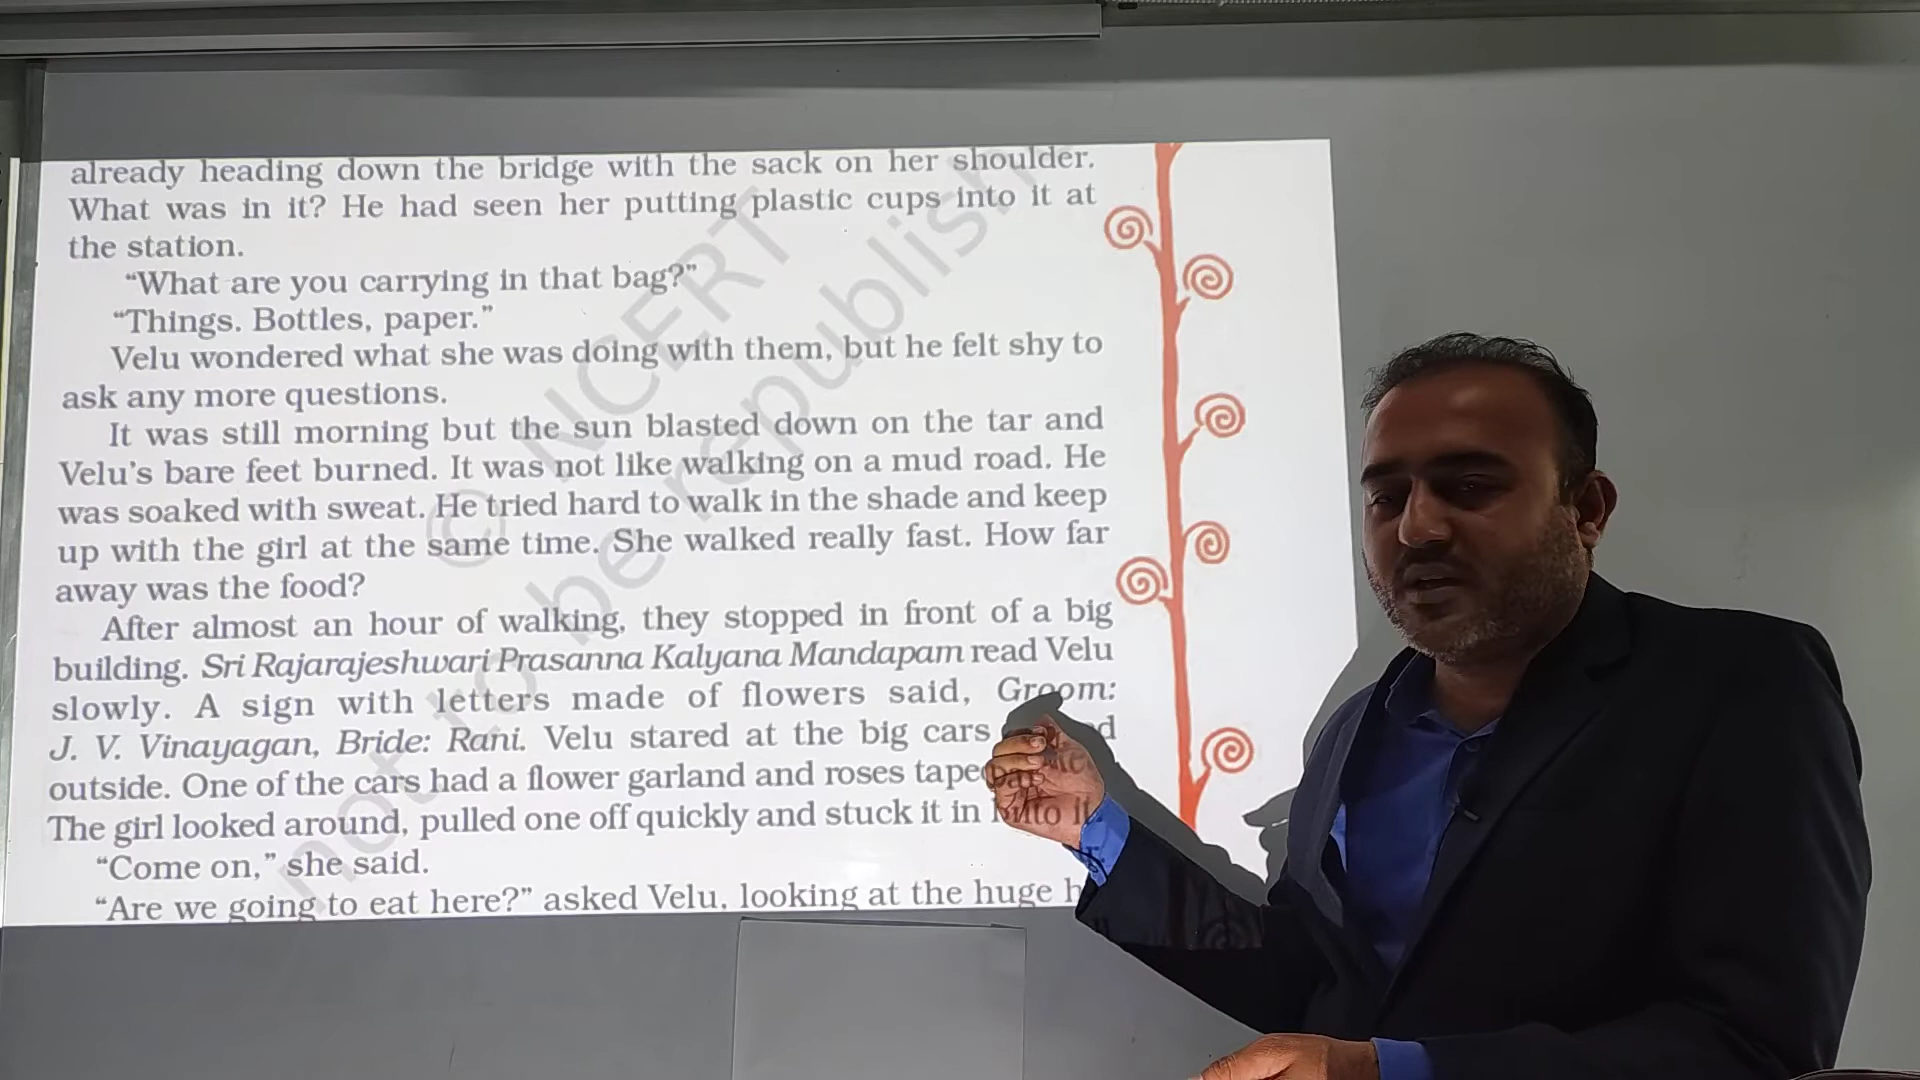 already heading down the bridge with the sack on her shoulder.
What was in it? He had seen her putting plastic cups into it at
the station.
“What are you carrying in that bag?”
“Things. Bottles, paper.”
Velu wondered what she was doing with them, but he felt shy to
ask any more questions.
It was still morning but the sun blasted down on the tar and
Velu’s bare feet burned. It was not like walking on a mud road. He
was soaked with sweat. He tried hard to walk in the shade and keep
up with the girl at the same time. She walked really fast. How far
away was the food?
After almost an hour of walking, they stopped in front of a big
building. Sri Rajarajeshwari Prasanna Kalyana Mandapam read Velu
slowly. A sign with letters made of flowers said, Groom:
J. V. Vinayagan, Bride: Rani. Velu stared at the big cars
outside. One of the cars had a flower garland and roses taped
The girl looked around, pulled one off quickly and stuck it in
“Come on,” she said.
“Are we going to eat here?” asked Velu, looking at the huge
© NCERT
not to be republish